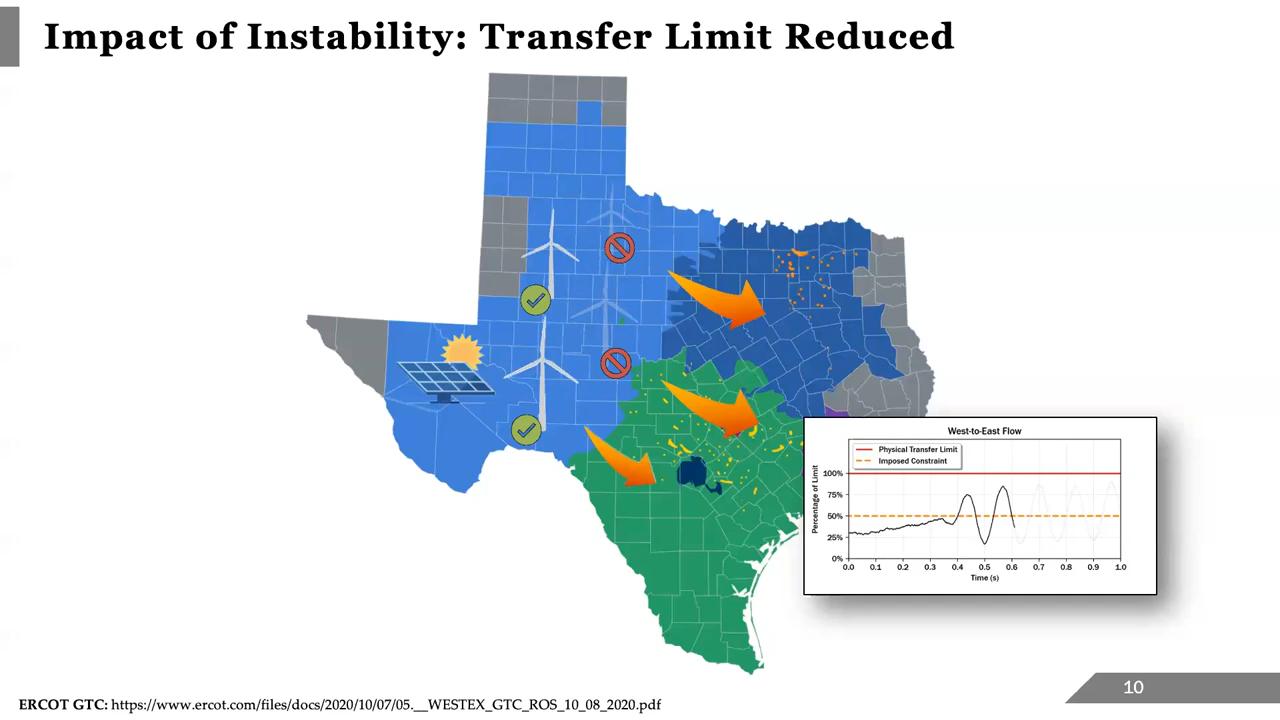 Impact of Instability: Transfer Limit Reduced
West-to-East Flow
Physical Transfer Limit
Imposed Constraint
Percentage of Limit
100%
75%
50%
25%
0%
0.0 0.1 0.2 0.3 0.4 0.5 0.6 0.7 0.8 0.9 1.0
Time (s)
10
ERCOT GTC: https://www.ercot.com/files/docs/2020/10/07/05.__WESTEX_GTC_ROS_10_08_2020.pdf